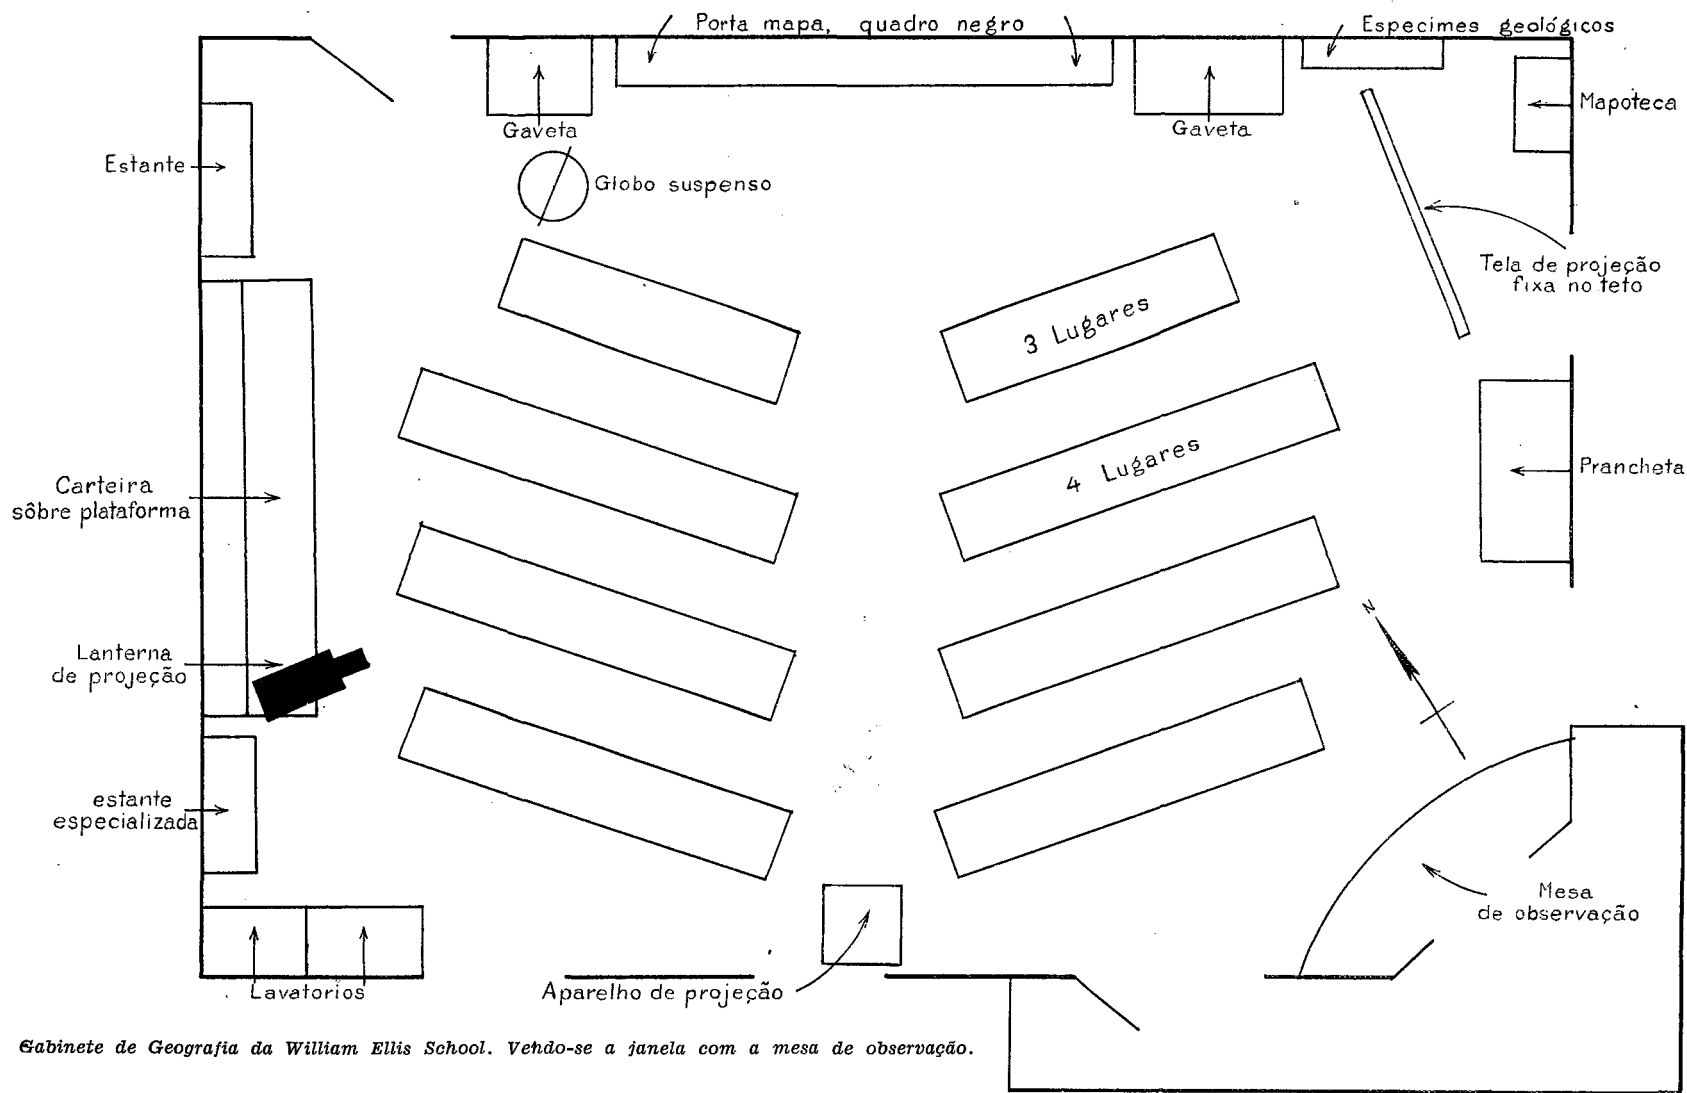 Porta mapa, quadro negro
Especimes geológicos
Mapoteca
Gaveta
Gaveta
Estante
Globo suspenso
Tela de projeção
fixa no teto
3 Lugares
4 Lugares
Prancheta
Carteira
sôbre plataforma
N
Lanterna
de projeção
estante
especializada
Mesa
de observação
Lavatorios
Aparelho de projeção
Gabinete de Geografia da William Ellis School. Vendo-se a janela com a mesa de observação.